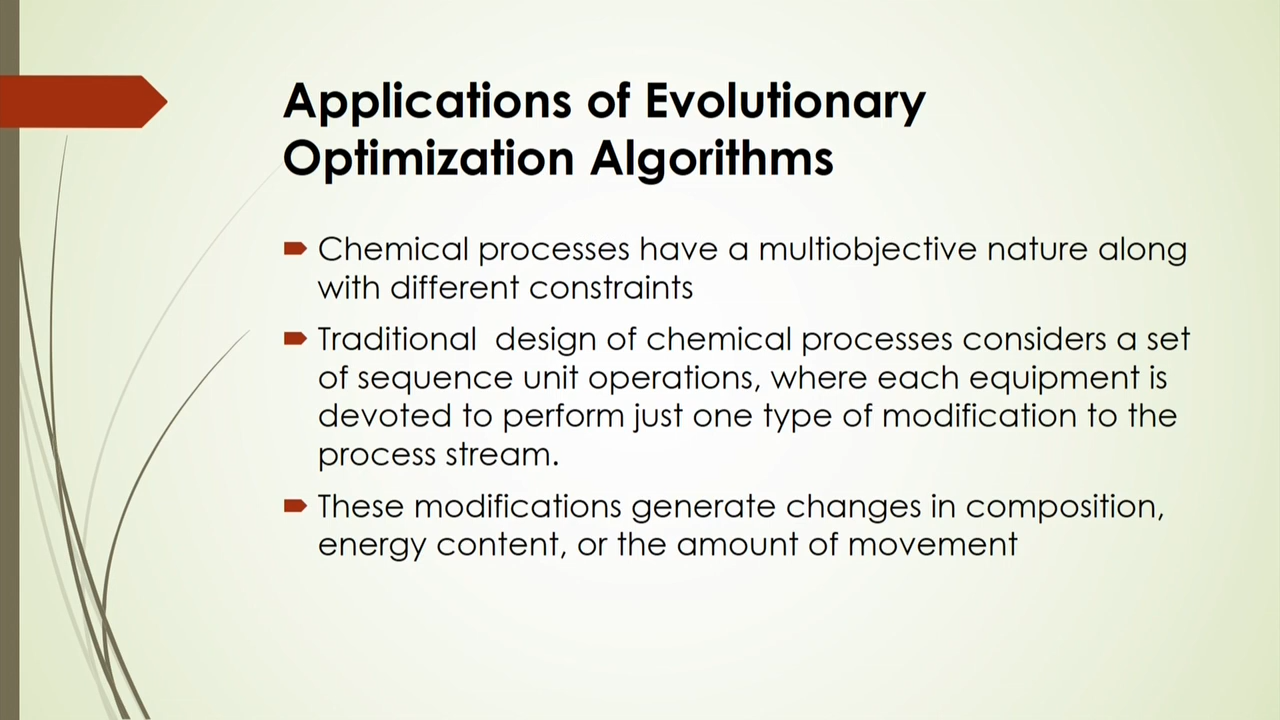 Applications of Evolutionary
Optimization Algorithms
Chemical processes have a multiobjective nature along
with different constraints
Traditional  design of chemical processes considers a set
of sequence unit operations, where each equipment is
devoted to perform just one type of modification to the
process stream.
These modifications generate changes in composition,
energy content, or the amount of movement